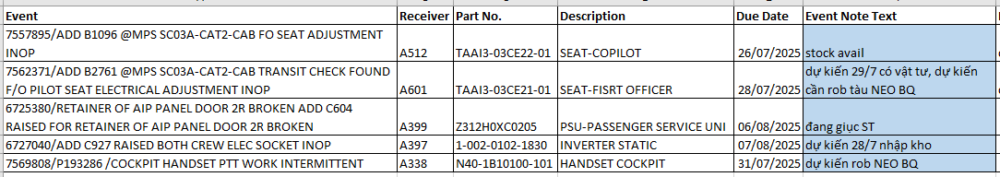 Event Receiver Part No. Description Due Date Event Note Text
7557895/ADD B1096 @MPS SC03A-CAT2-CAB FO SEAT ADJUSTMENT
INOP A512 TAAI3-03CE22-01 SEAT-COPILOT 26/07/2025 stock avail
7562371/ADD B2761 @MPS SC03A-CAT2-CAB TRANSIT CHECK FOUND dự kiến 29/7 có vật tư, dự kiến
F/O PILOT SEAT ELECTRICAL ADJUSTMENT INOP A601 TAAI3-03CE21-01 SEAT-FISRT OFFICER 28/07/2025 cần rob tàu NEO BQ
6725380/RETAINER OF AIP PANEL DOOR 2R BROKEN ADD C604
RAISED FOR RETAINER OF AIP PANEL DOOR 2R BROKEN A399 Z312H0XC0205 PSU-PASSENGER SERVICE UNI 06/08/2025 đang giục ST
6727040/ADD C927 RAISED BOTH CREW ELEC SOCKET INOP A397 1-002-0102-1830 INVERTER STATIC 07/08/2025 dự kiến 28/7 nhập kho
7569808/P193286 /COCKPIT HANDSET PTT WORK INTERMITTENT A338 N40-1B10100-101 HANDSET COCKPIT 31/07/2025 dự kiến rob NEO BQ